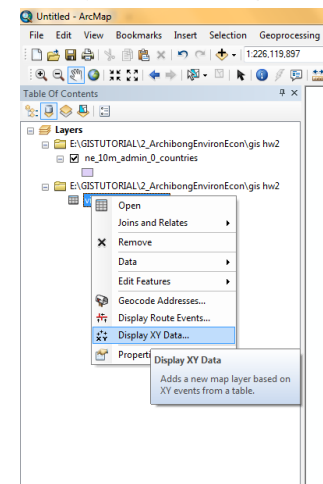 Untitled - ArcMap
File Edit View Bookmarks Insert Selection Geoprocessing
1:226,119,897
Table Of Contents
Layers
E:\GISTUTORIAL\2_ArchibongEnvironEcon\gis hw2
ne_10m_admin_0_countries
E:\GISTUTORIAL\2_ArchibongEnvironEcon\gis hw2
Open
Joins and Relates
Remove
Data
Edit Features
Geocode Addresses...
Display Route Events...
Display XY Data...
Properti
Display XY Data
Adds a new map layer based on
XY events from a table.